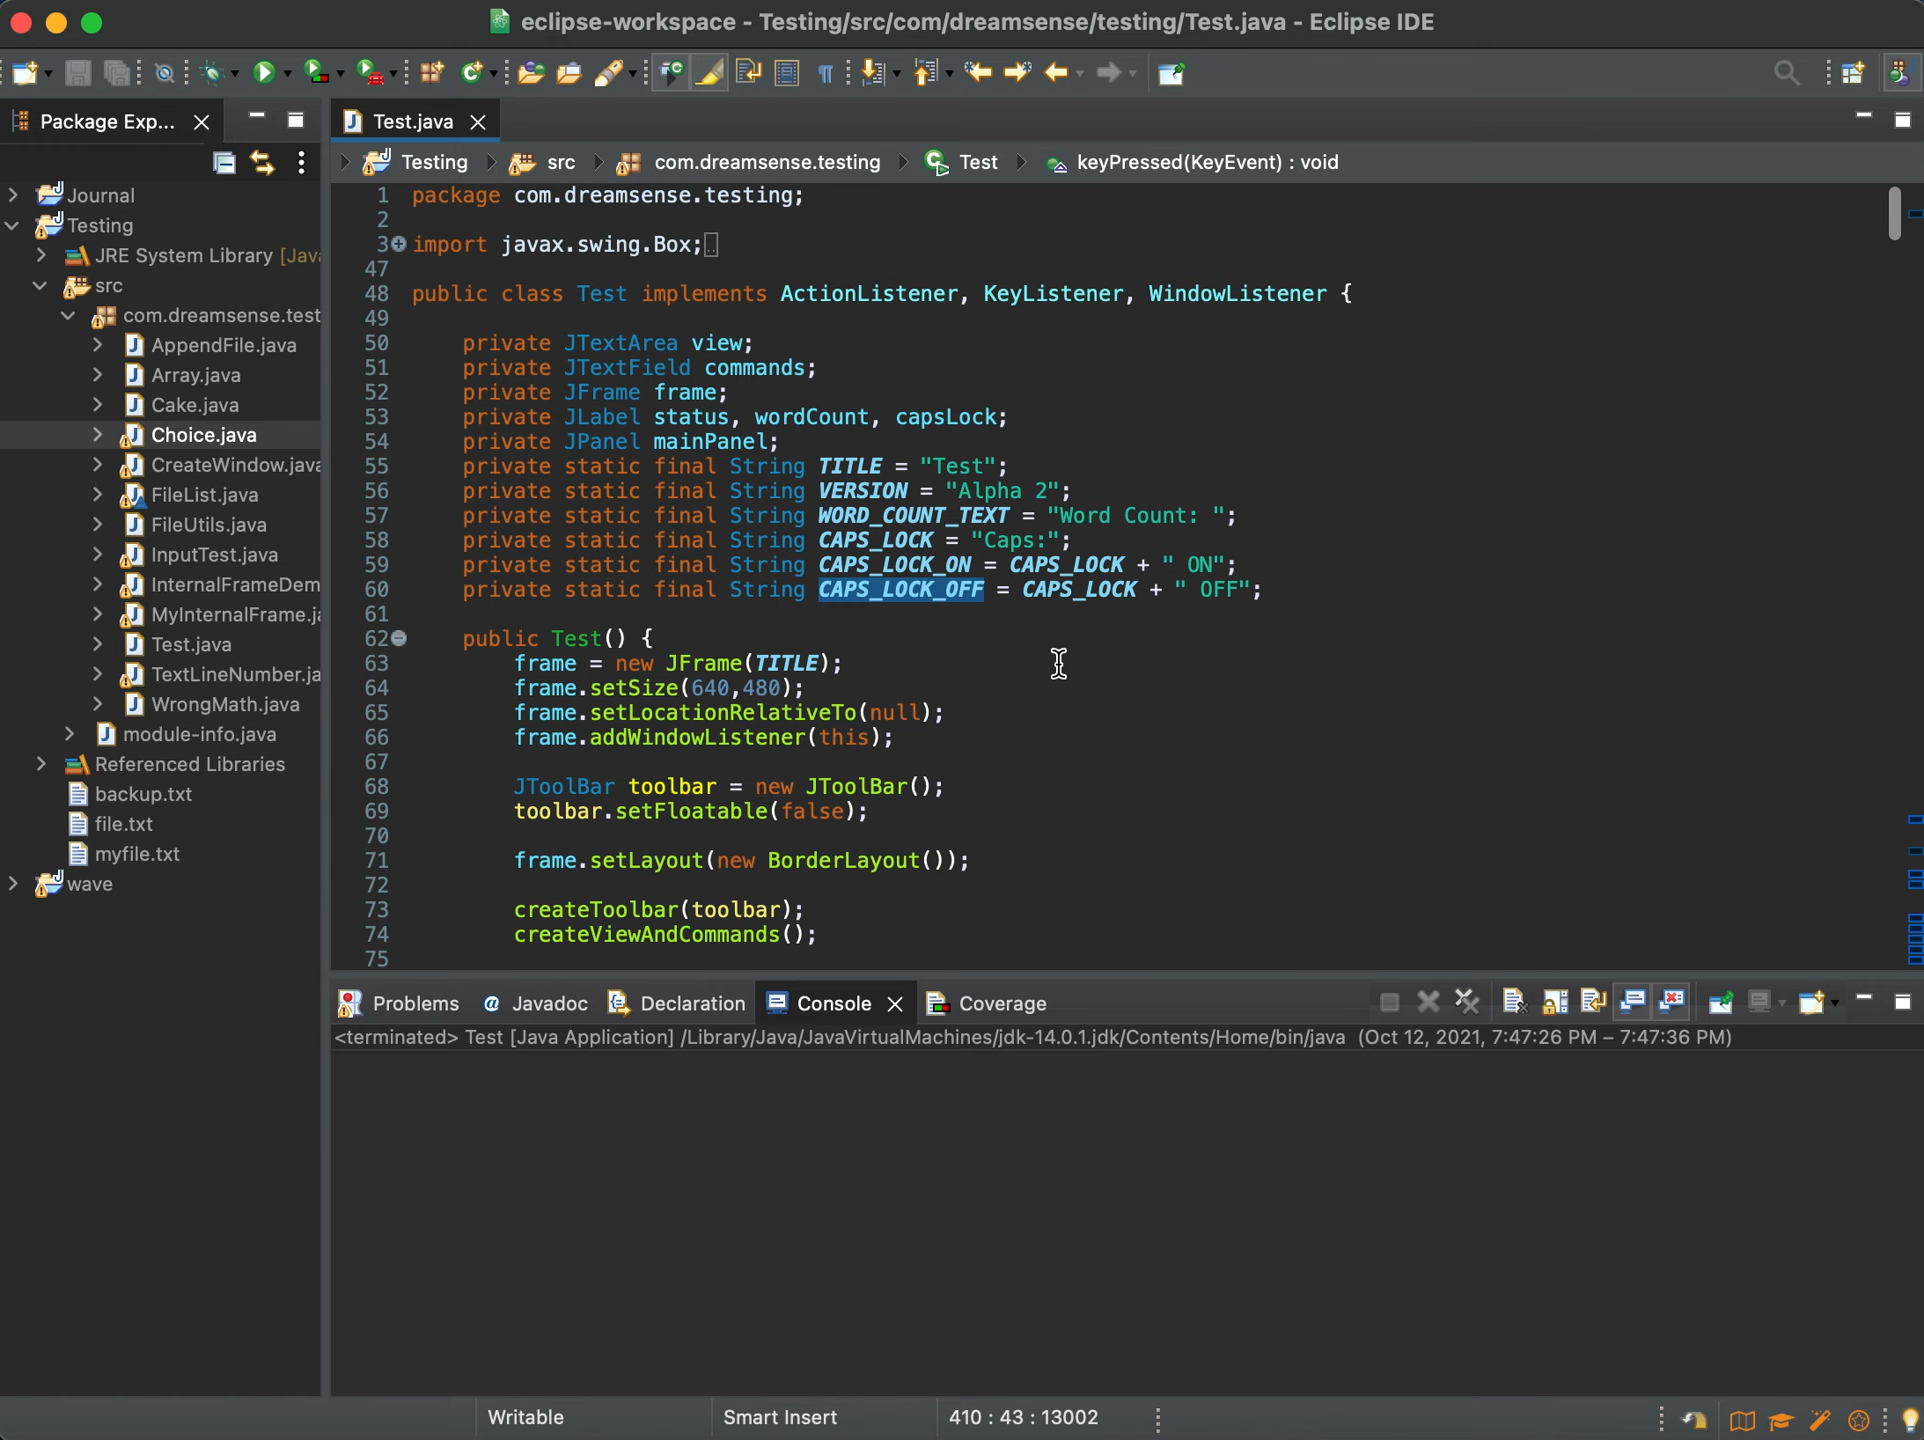 eclipse-workspace - Testing/src/com/dreamsense/testing/Test.java - Eclipse IDE
Package Exp...
Test.java
Testing src com.dreamsense.testing Test keyPressed(KeyEvent) : void
Journal
Testing
JRE System Library [Jav
src
com.dreamsense.test
AppendFile.java
Array.java
Cake.java
Choice.java
CreateWindow.java
FileList.java
FileUtils.java
InputTest.java
InternalFrameDem
MyInternalFrame.j
Test.java
TextLineNumber.ja
WrongMath.java
module-info.java
Referenced Libraries
backup.txt
file.txt
myfile.txt
wave
1 package com.dreamsense.testing;
2
3 import javax.swing.Box;
47
48 public class Test implements ActionListener, KeyListener, WindowListener {
49
50 private JTextArea view;
51 private JTextField commands;
52 private JFrame frame;
53 private JLabel status, wordCount, capsLock;
54 private JPanel mainPanel;
55 private static final String TITLE = "Test";
56 private static final String VERSION = "Alpha 2";
57 private static final String WORD_COUNT_TEXT = "Word Count: ";
58 private static final String CAPS_LOCK = "Caps:";
59 private static final String CAPS_LOCK_ON = CAPS_LOCK + " ON";
60 private static final String CAPS_LOCK_OFF = CAPS_LOCK + " OFF";
61
62 public Test() {
63 frame = new JFrame(TITLE);
64 frame.setSize(640,480);
65 frame.setLocationRelativeTo(null);
66 frame.addWindowListener(this);
67
68 JToolBar toolbar = new JToolBar();
69 toolbar.setFloatable(false);
70
71 frame.setLayout(new BorderLayout());
72
73 createToolbar(toolbar);
74 createViewAndCommands();
75
Problems @ Javadoc Declaration Console Coverage
<terminated> Test [Java Application] /Library/Java/JavaVirtualMachines/jdk-14.0.1.jdk/Contents/Home/bin/java (Oct 12, 2021, 7:47:26 PM – 7:47:36 PM)
Writable Smart Insert 410 : 43 : 13002